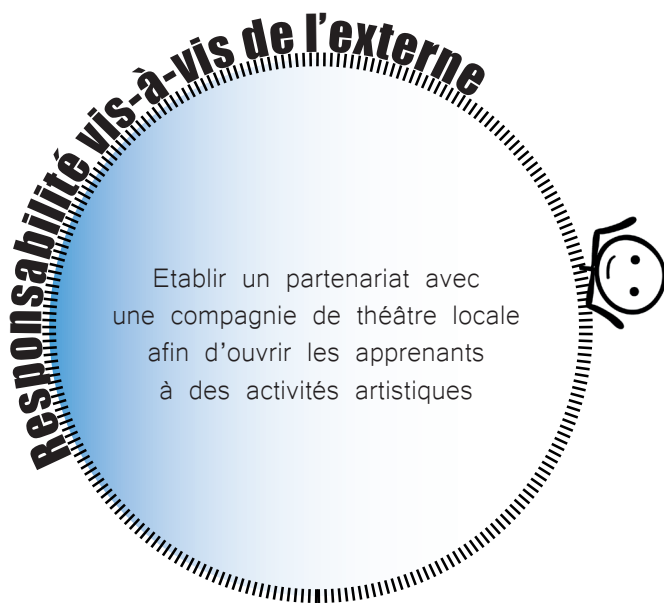 Responsabilité vis-à-vis de l'externe
Etablir un partenariat avec
une compagnie de théâtre locale
afin d'ouvrir les apprenants
à des activités artistiques